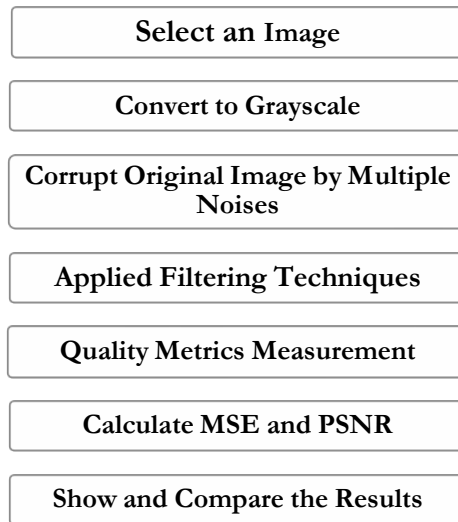 Select an Image
Convert to Grayscale
Corrupt Original Image by Multiple
Noises
Applied Filtering Techniques
Quality Metrics Measurement
Calculate MSE and PSNR
Show and Compare the Results